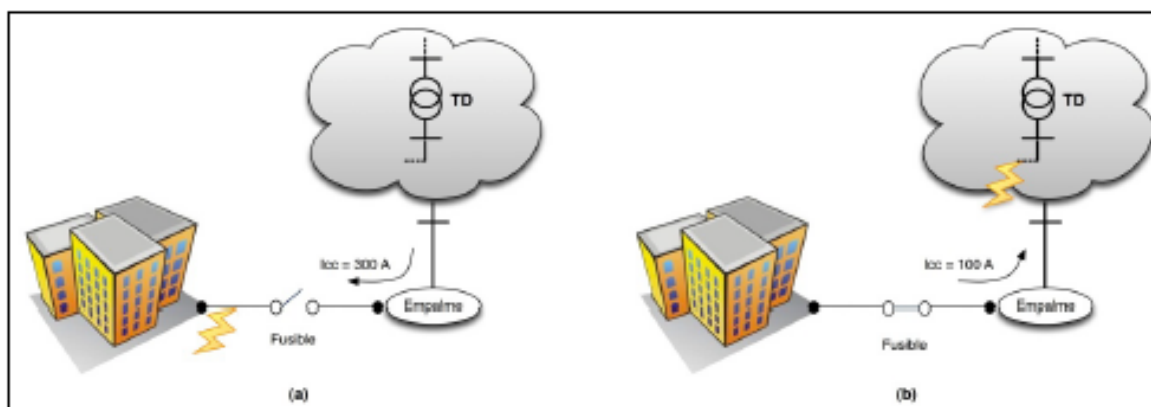 TD
Icc = 300 A
Empalme
Fusible
(a)
TD
Icc = 100 A
Empalme
Fusible
(b)